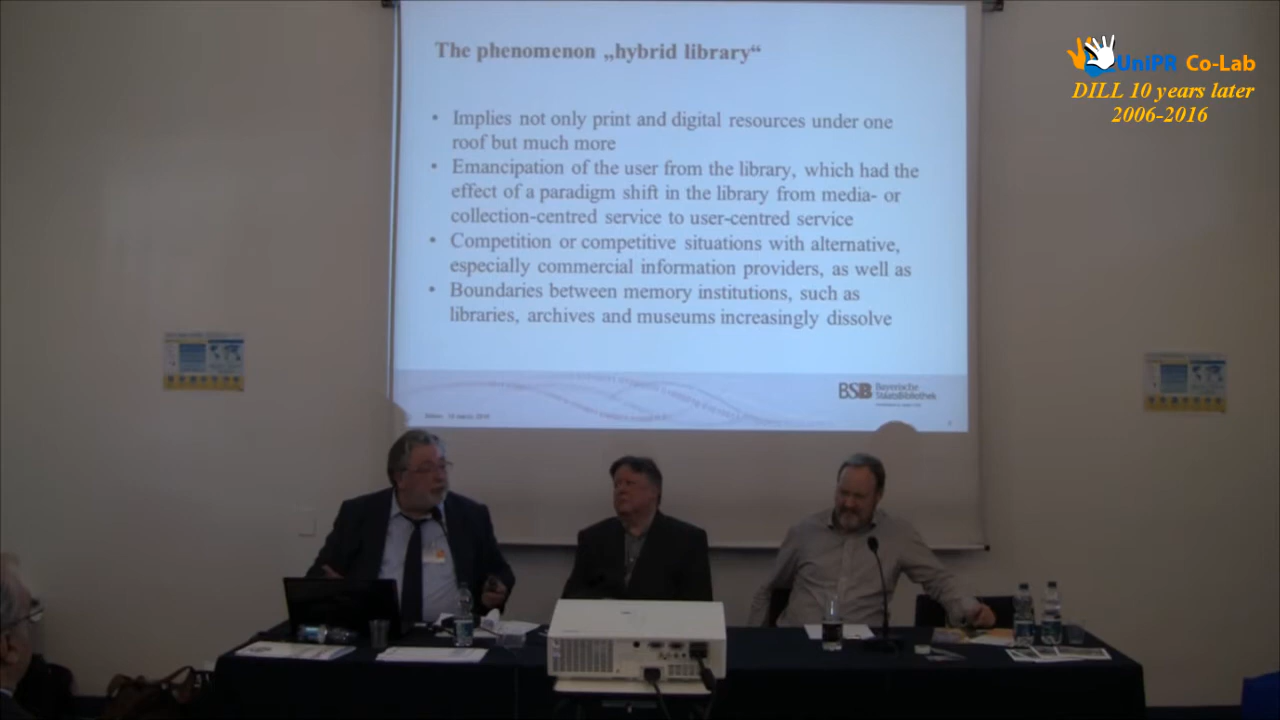 The phenomenon „hybrid library“
• Implies not only print and digital resources under one
roof but much more
• Emancipation of the user from the library, which had the
effect of a paradigm shift in the library from media- or
collection-centred service to user-centred service
• Competition or competitive situations with alternative,
especially commercial information providers, as well as
• Boundaries between memory institutions, such as
libraries, archives and museums increasingly dissolve
BSB Bayerische
StaatsBibliothek
UniPR Co-Lab
DILL 10 years later
2006-2016